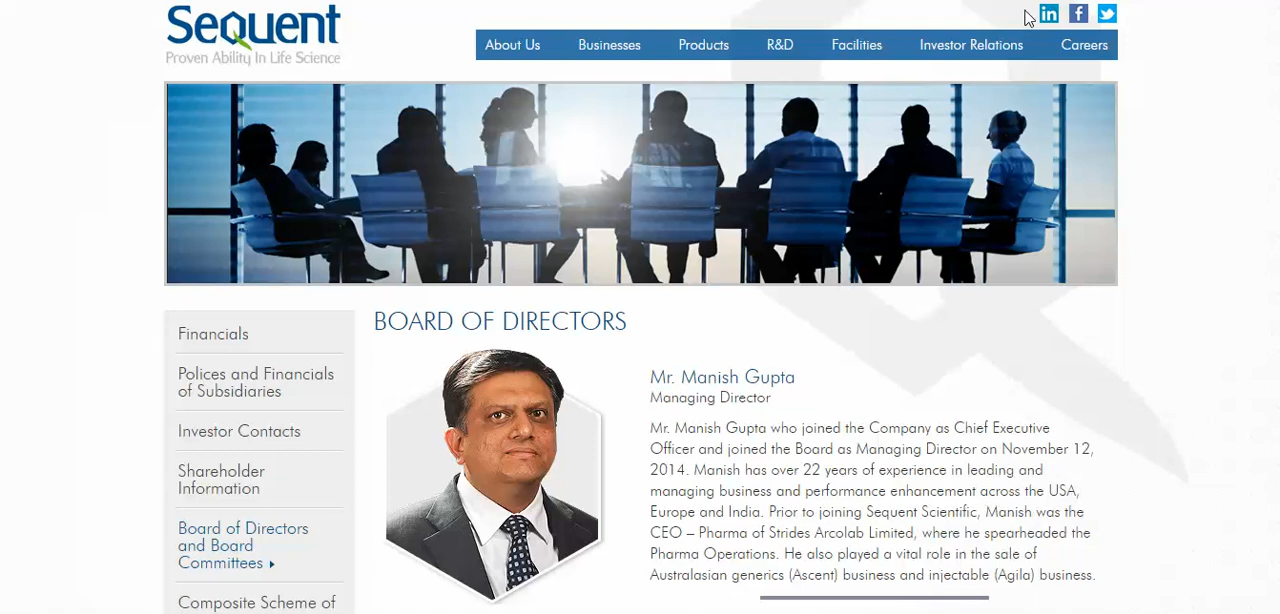 Sequent
Proven Ability In Life Science
in f
About Us Businesses Products R&D Facilities Investor Relations Careers
Financials
Polices and Financials
of Subsidiaries
Investor Contacts
Shareholder
Information
Board of Directors
and Board
Committees
Composite Scheme of
BOARD OF DIRECTORS
Mr. Manish Gupta
Managing Director
Mr. Manish Gupta who joined the Company as Chief Executive
Officer and joined the Board as Managing Director on November 12,
2014. Manish has over 22 years of experience in leading and
managing business and performance enhancement across the USA,
Europe and India. Prior to joining Sequent Scientific, Manish was the
CEO – Pharma of Strides Arcolab Limited, where he spearheaded the
Pharma Operations. He also played a vital role in the sale of
Australasian generics (Ascent) business and injectable (Agila) business.